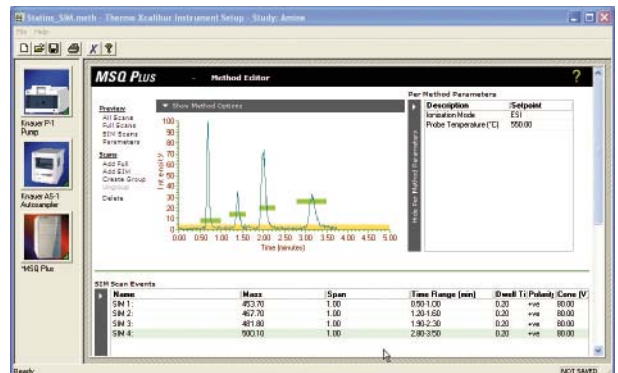 Statins_SIM.meth - Thermo Xcalibur Instrument Setup - Study: Amine
File Help
X ?
Knauer P-1
Pump
Knauer AS-1
Autosampler
*MSQ Plus
MSQ PLUS - Method Editor ?
Preview
All Scans
Full Scans
SIM Scans
Parameters
Scans
Add Full
Add SIM
Create Group
Ungroup
Delete
Show Method Options
Intensity
100
90
80
70
60
50
40
30
20
10
0
0.00 0.50 1.00 1.50 2.00 2.50 3.00 3.50 4.00 4.50 5.00
Time (minutes)
Per Method Parameters
Hide Per Method Parameters
Description Setpoint
Ionization Mode ESI
Probe Temperature (°C) 550.00
SIM Scan Events
Name Mass Span Time Range (min) Dwell Ti Polarity Cone (V
SIM 1: 453.70 1.00 0.50-1.00 0.20 +ve 80.00
SIM 2: 467.70 1.00 1.20-1.60 0.20 +ve 80.00
SIM 3: 481.80 1.00 1.90-2.30 0.20 +ve 80.00
SIM 4: 500.10 1.00 2.80-3.50 0.20 +ve 80.00
Ready
NOT SAVED